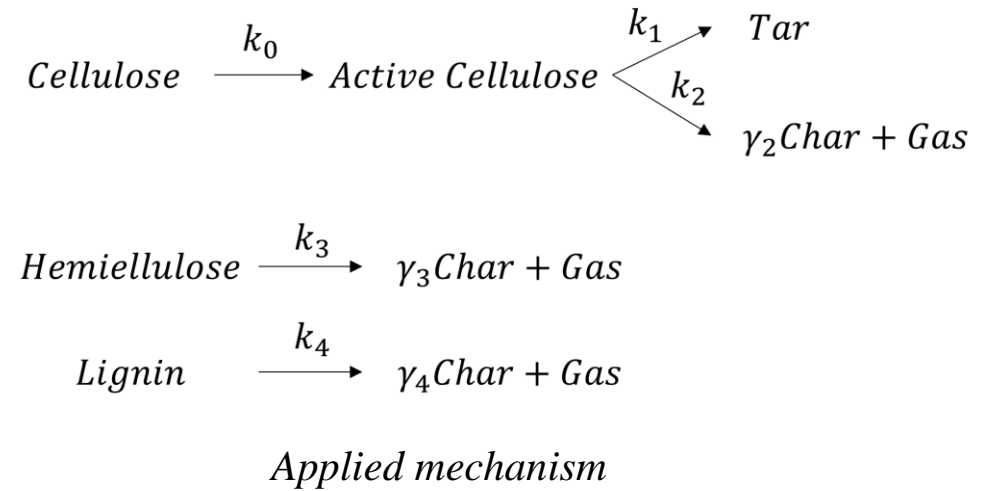 k₀ k₁ Tar
Cellulose Active Cellulose k₂
γ₂Char + Gas
k₃
Hemiellulose γ₃Char + Gas
k₄
Lignin γ₄Char + Gas
Applied mechanism